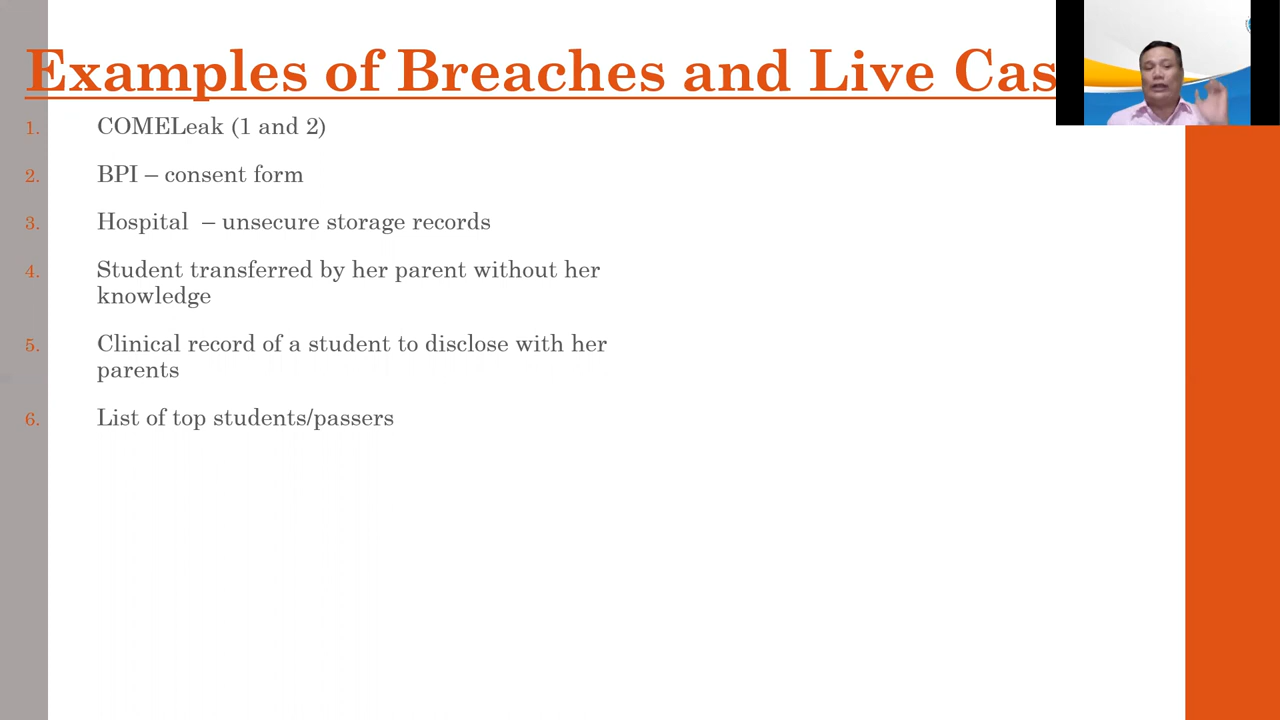 Examples of Breaches and Live Cas
1. COMELeak (1 and 2)
2. BPI – consent form
3. Hospital – unsecure storage records
4. Student transferred by her parent without her
knowledge
5. Clinical record of a student to disclose with her
parents
6. List of top students/passers